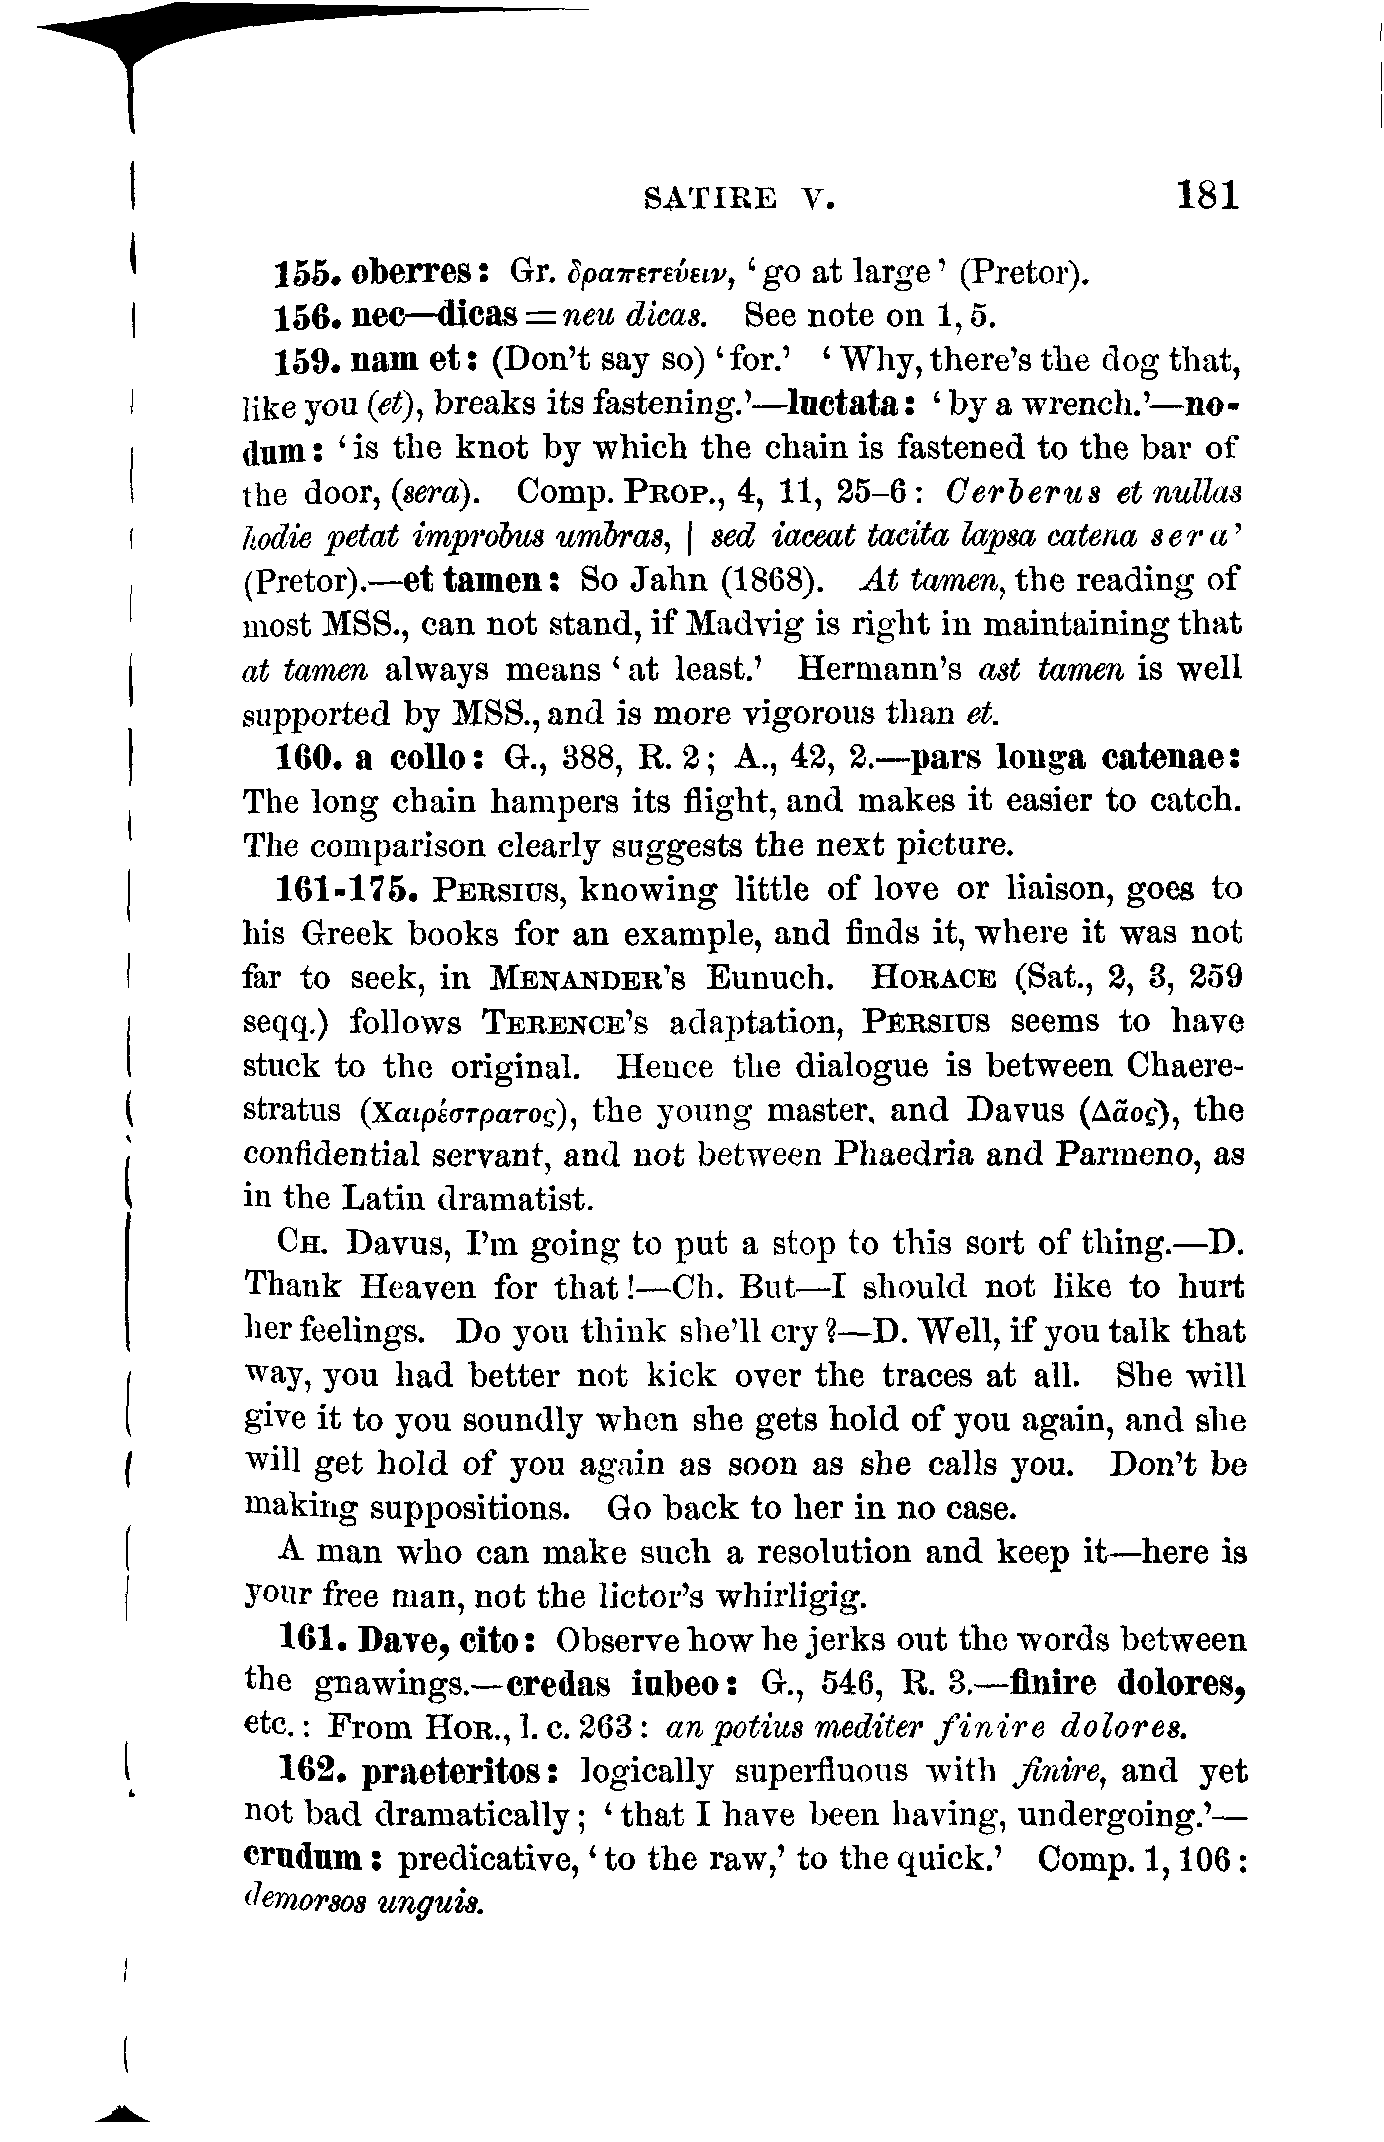 SATIRE V. 181
155. oberres: Gr. δραπετεύειν, ‘go at large’ (Pretor).
156. nec—dicas = neu dicas. See note on 1, 5.
159. nam et: (Don’t say so) ‘for.’ ‘Why, there’s the dog that,
like you (et), breaks its fastening.’—luctata: ‘by a wrench.’—no-
dum: ‘is the knot by which the chain is fastened to the bar of
the door, (sera). Comp. PROP., 4, 11, 25–6: Cerberus et nullas
hodie petat improbus umbras, | sed iaceat tacita lapsa catena sera’
(Pretor).—et tamen: So Jahn (1868). At tamen, the reading of
most MSS., can not stand, if Madvig is right in maintaining that
at tamen always means ‘at least.’ Hermann’s ast tamen is well
supported by MSS., and is more vigorous than et.
160. a collo: G., 388, R. 2; A., 42, 2.—pars longa catenae:
The long chain hampers its flight, and makes it easier to catch.
The comparison clearly suggests the next picture.
161-175. PERSIUS, knowing little of love or liaison, goes to
his Greek books for an example, and finds it, where it was not
far to seek, in MENANDER’S Eunuch. HORACE (Sat., 2, 3, 259
seqq.) follows TERENCE’S adaptation, PERSIUS seems to have
stuck to the original. Hence the dialogue is between Chaere-
stratus (Χαιρέστρατος), the young master, and Davus (Δᾶος), the
confidential servant, and not between Phaedria and Parmeno, as
in the Latin dramatist.
CH. Davus, I’m going to put a stop to this sort of thing.—D.
Thank Heaven for that!—Ch. But—I should not like to hurt
her feelings. Do you think she’ll cry?—D. Well, if you talk that
way, you had better not kick over the traces at all. She will
give it to you soundly when she gets hold of you again, and she
will get hold of you again as soon as she calls you. Don’t be
making suppositions. Go back to her in no case.
A man who can make such a resolution and keep it—here is
your free man, not the lictor’s whirligig.
161. Dave, cito: Observe how he jerks out the words between
the gnawings.—credas iubeo: G., 546, R. 3.—finire dolores,
etc.: From HOR., l. c. 263: an potius mediter finire dolores.
162. praeteritos: logically superfluous with finire, and yet
not bad dramatically; ‘that I have been having, undergoing.’—
crudum: predicative, ‘to the raw,’ to the quick.’ Comp. 1, 106:
demorsos unguis.